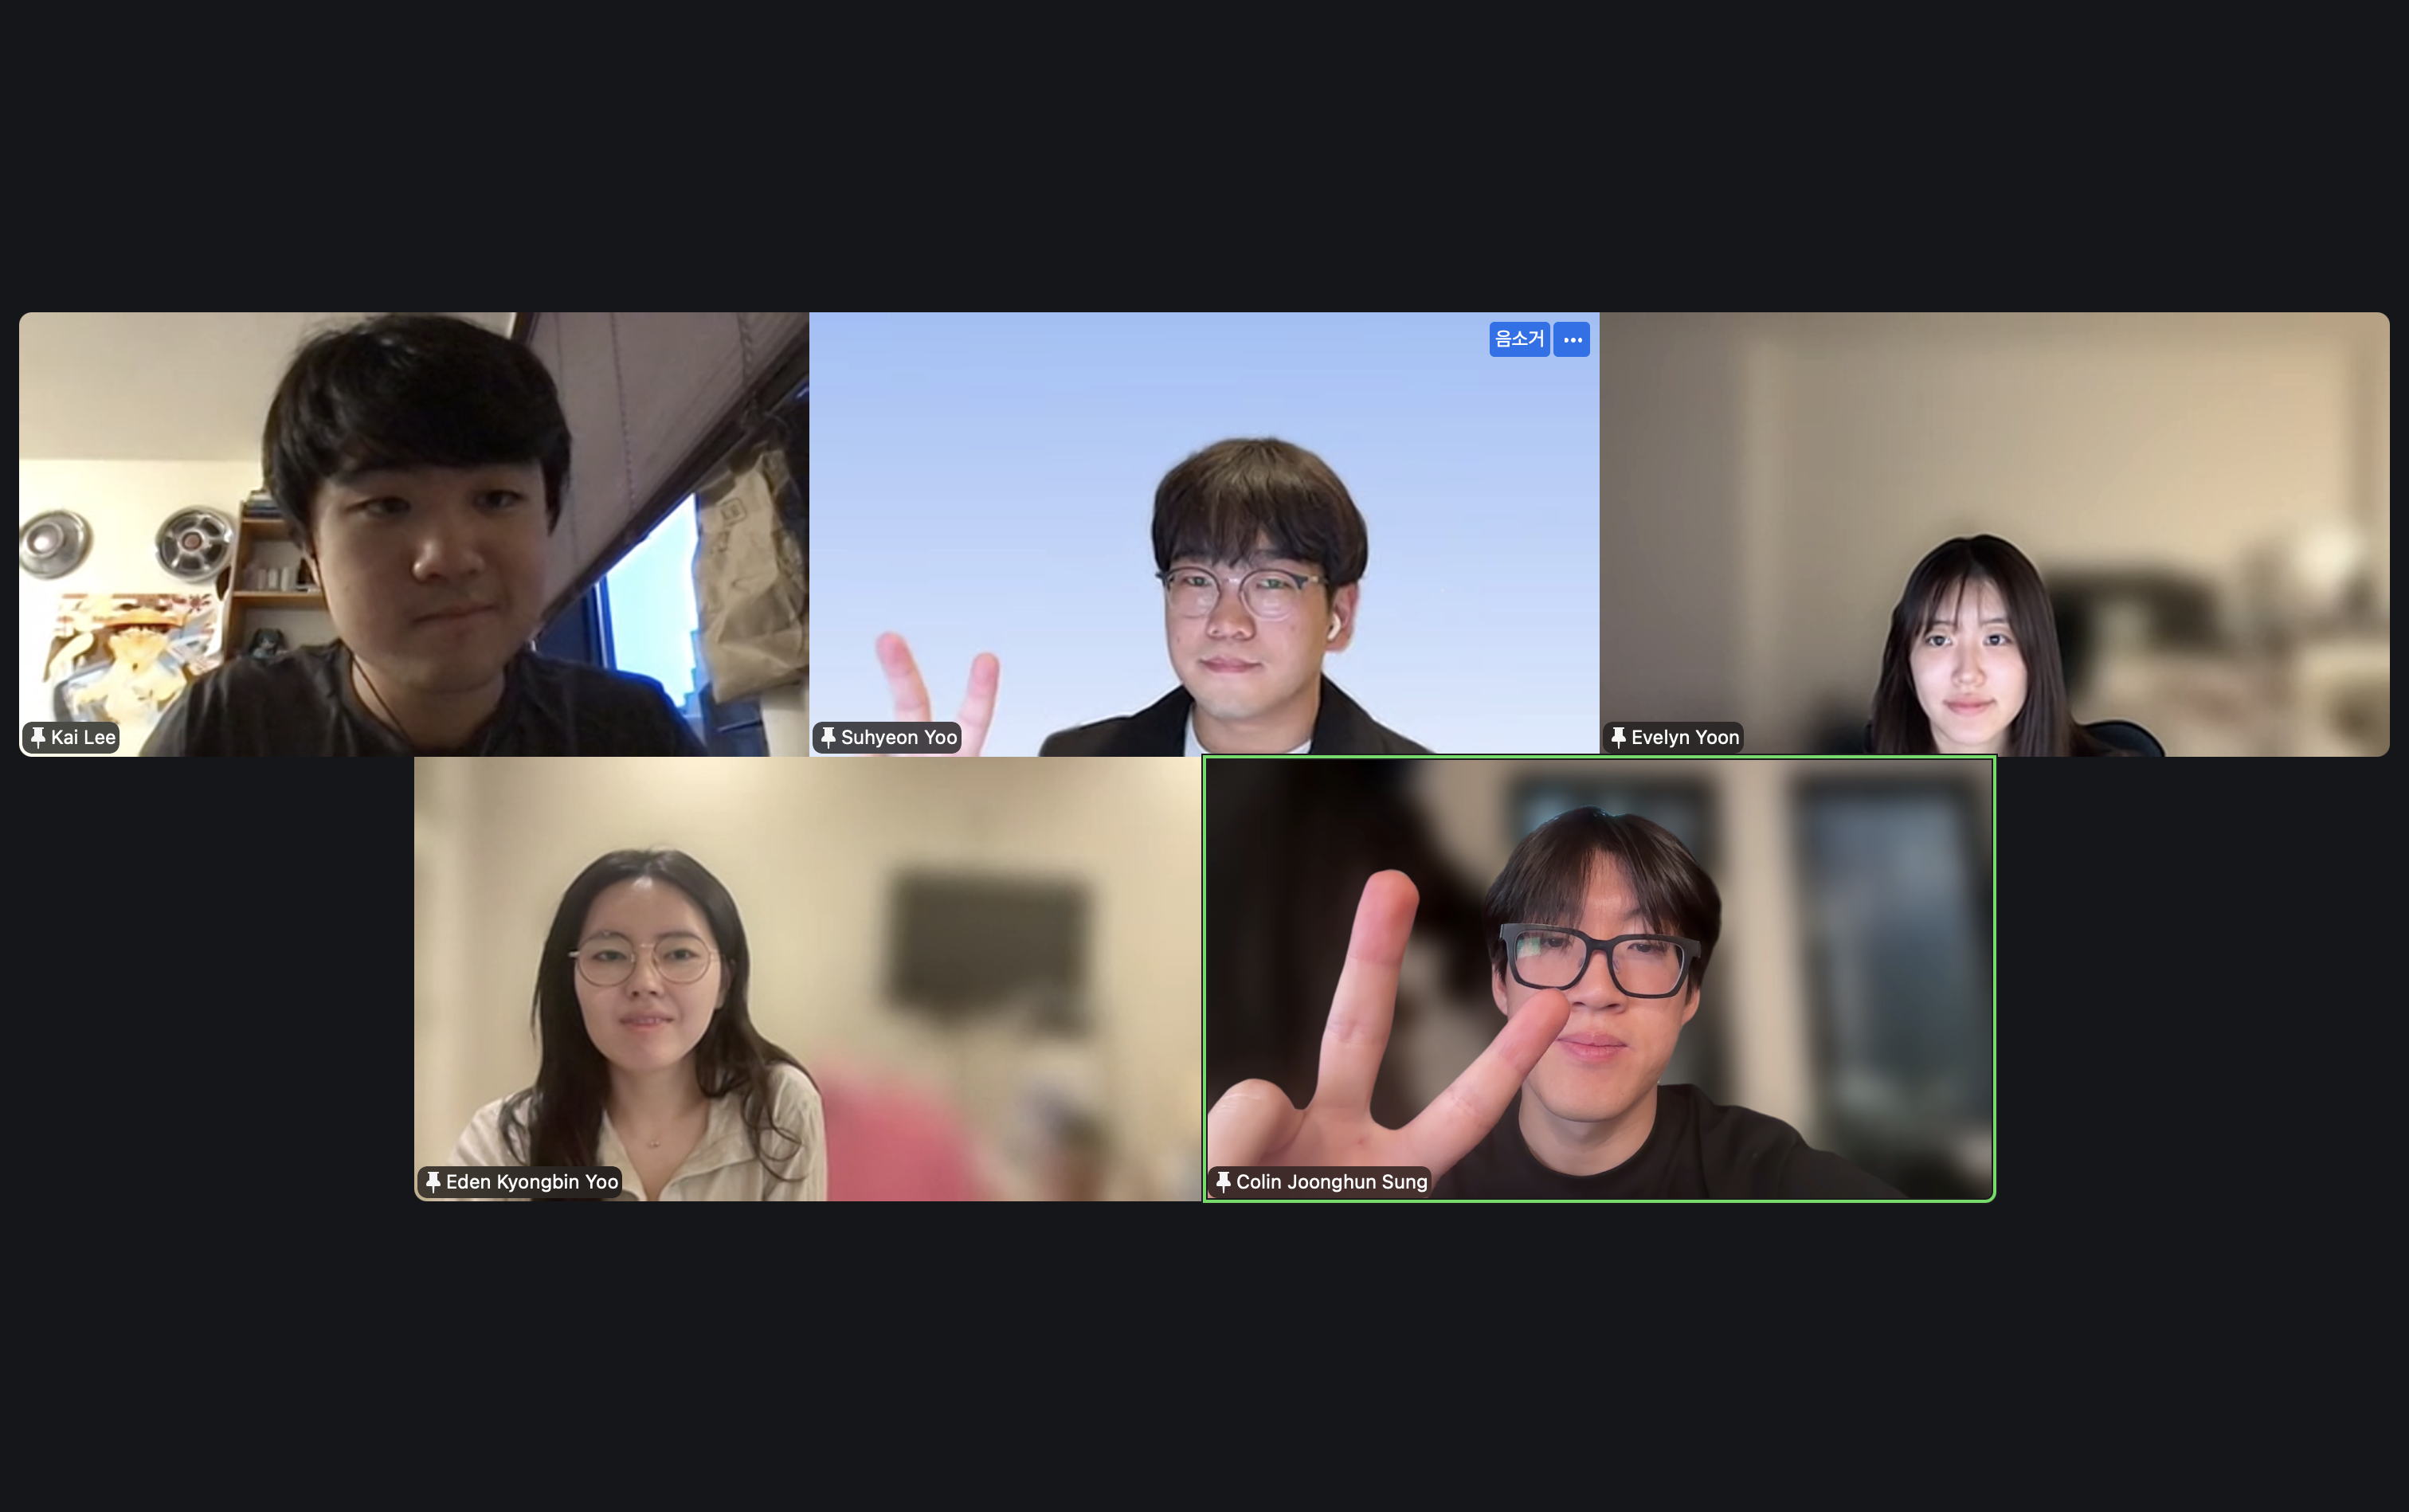 음소거
Kai Lee
Suhyeon Yoo
Evelyn Yoon
Eden Kyongbin Yoo
Colin Joonghun Sung